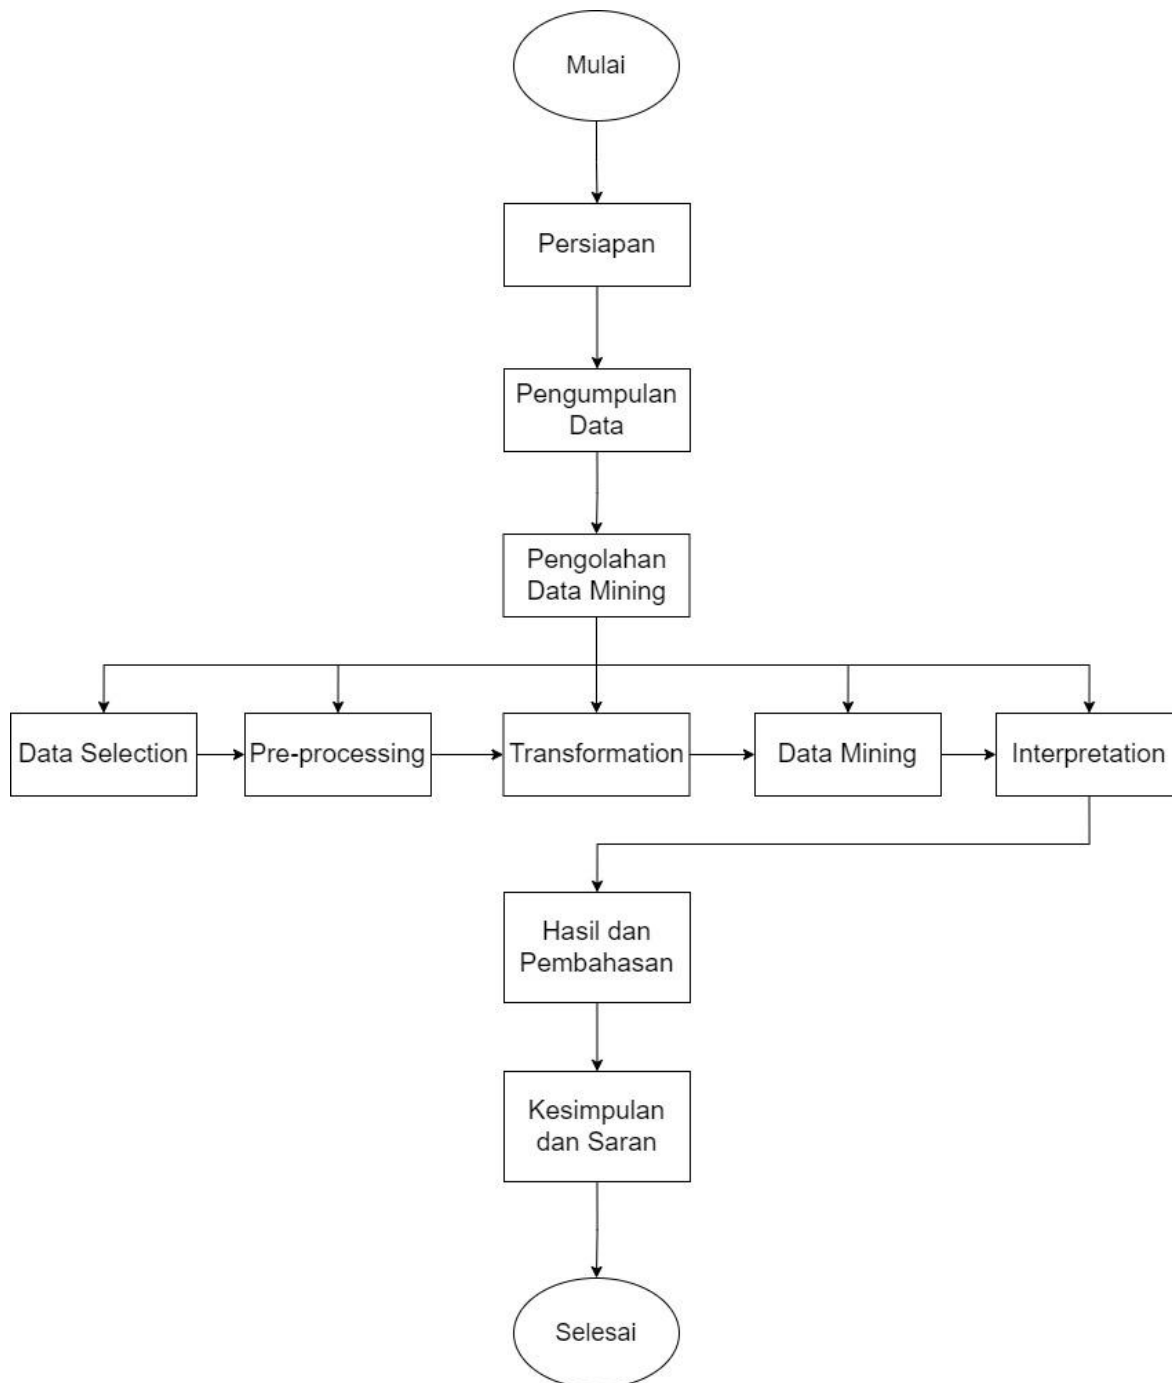 Mulai
Persiapan
Pengumpulan
Data
Pengolahan
Data Mining
Data Selection
Pre-processing
Transformation
Data Mining
Interpretation
Hasil dan
Pembahasan
Kesimpulan
dan Saran
Selesai